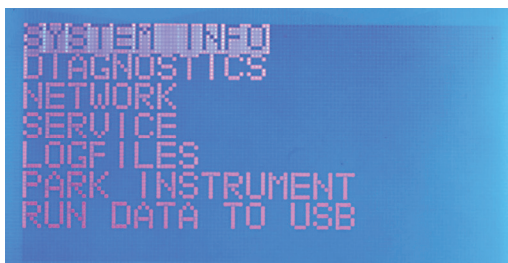 SYSTEM INFO
DIAGNOSTICS
NETWORK
SERVICE
LOGFILES
PARK INSTRUMENT
RUN DATA TO USB